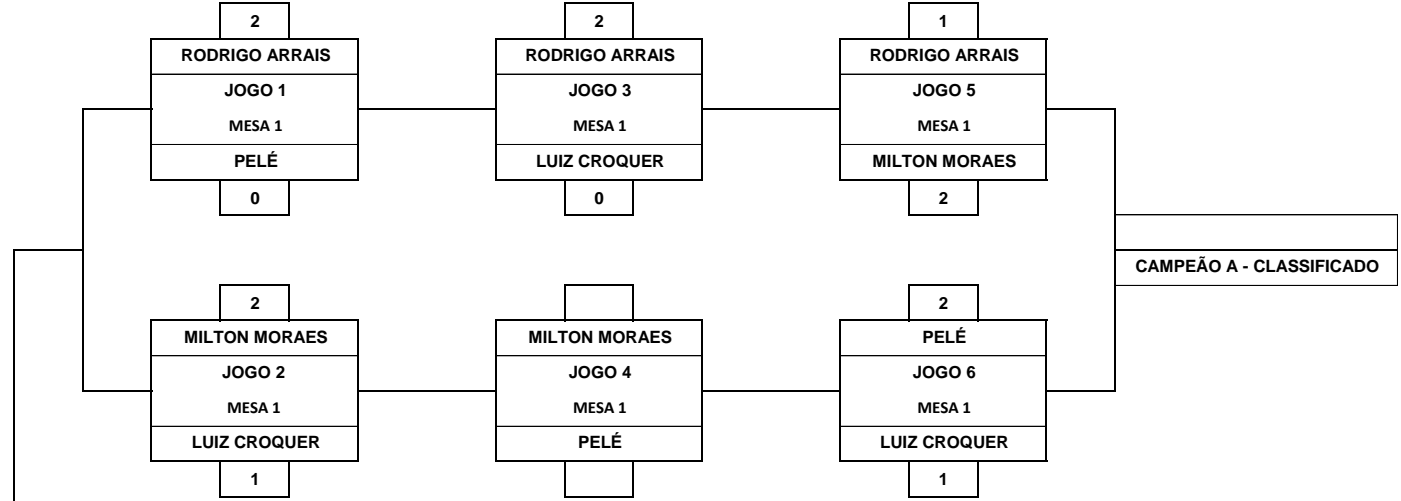 2
RODRIGO ARRAIS
JOGO 1
MESA 1
PELÉ
0
2
RODRIGO ARRAIS
JOGO 3
MESA 1
LUIZ CROQUER
0
1
RODRIGO ARRAIS
JOGO 5
MESA 1
MILTON MORAES
2
CAMPEÃO A - CLASSIFICADO
2
MILTON MORAES
JOGO 2
MESA 1
LUIZ CROQUER
1
MILTON MORAES
JOGO 4
MESA 1
PELÉ
2
PELÉ
JOGO 6
MESA 1
LUIZ CROQUER
1